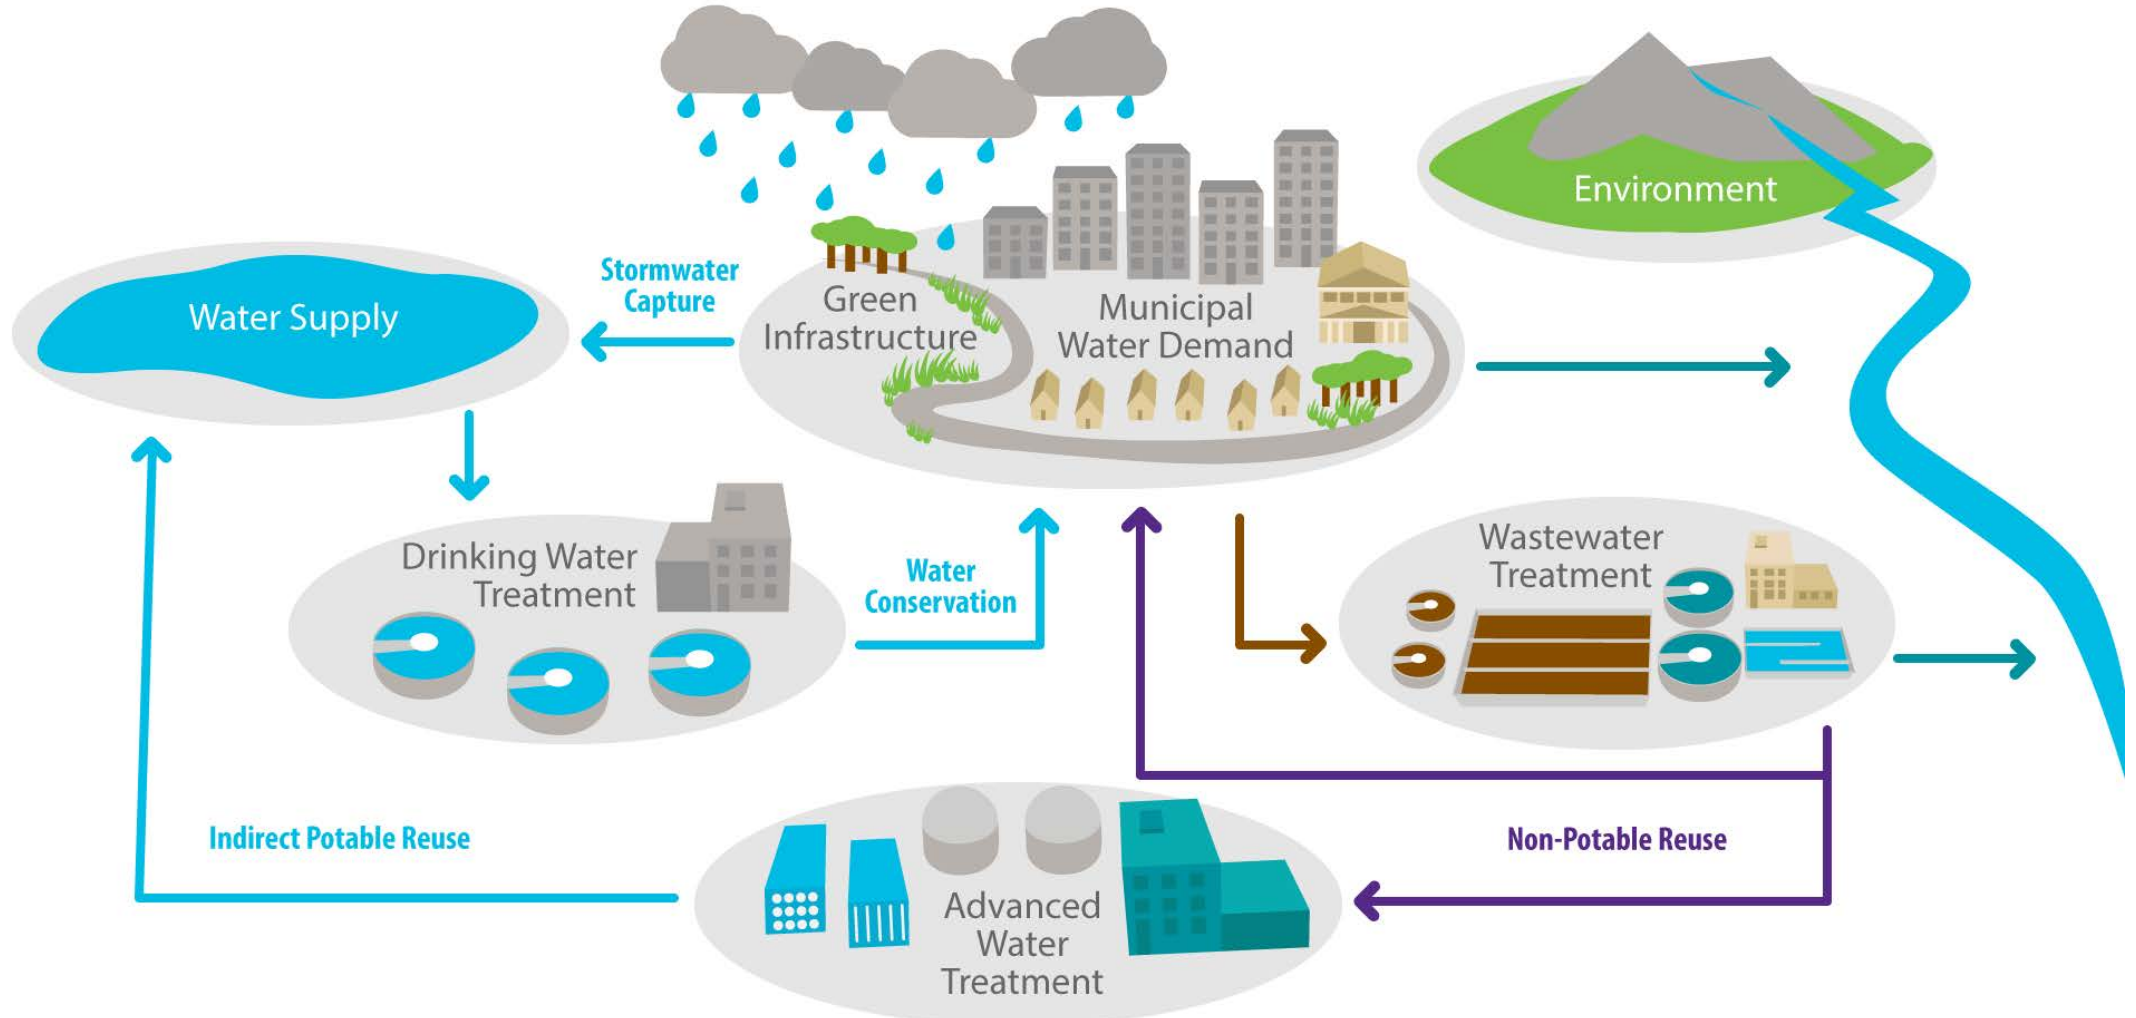 Environment
Stormwater
Capture
Water Supply
Green
Infrastructure
Municipal
Water Demand
Drinking Water
Treatment
Water
Conservation
Wastewater
Treatment
Indirect Potable Reuse
Non-Potable Reuse
Advanced
Water
Treatment